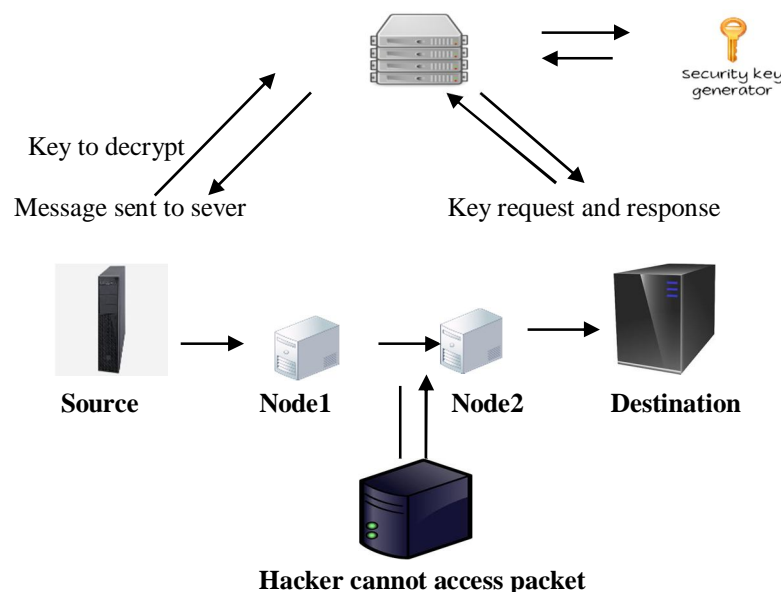 Security key
generator
Key to decrypt
Message sent to sever
Key request and response
Source
Node1
Node2
Destination
Hacker cannot access packet